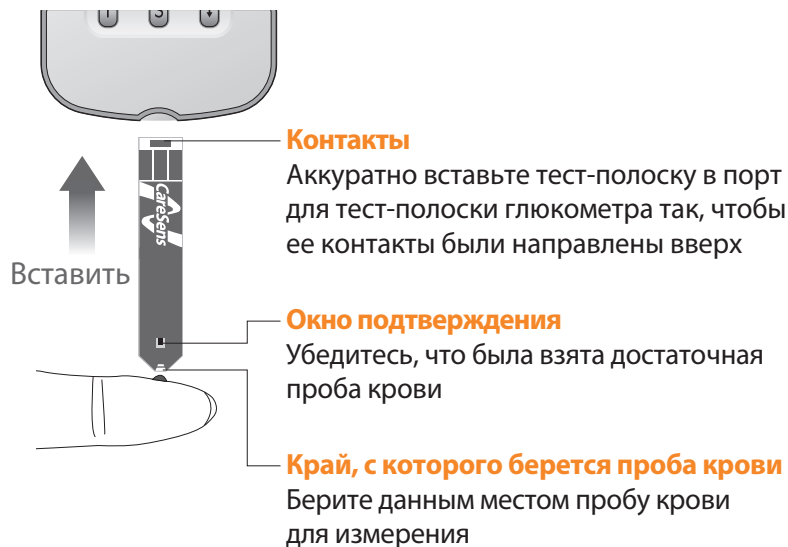 Контакты
Аккуратно вставьте тест-полоску в порт
для тест-полоски глюкометра так, чтобы
ее контакты были направлены вверх
Вставить
CareSens
N
Окно подтверждения
Убедитесь, что была взята достаточная
проба крови
Край, с которого берется проба крови
Берите данным местом пробу крови
для измерения